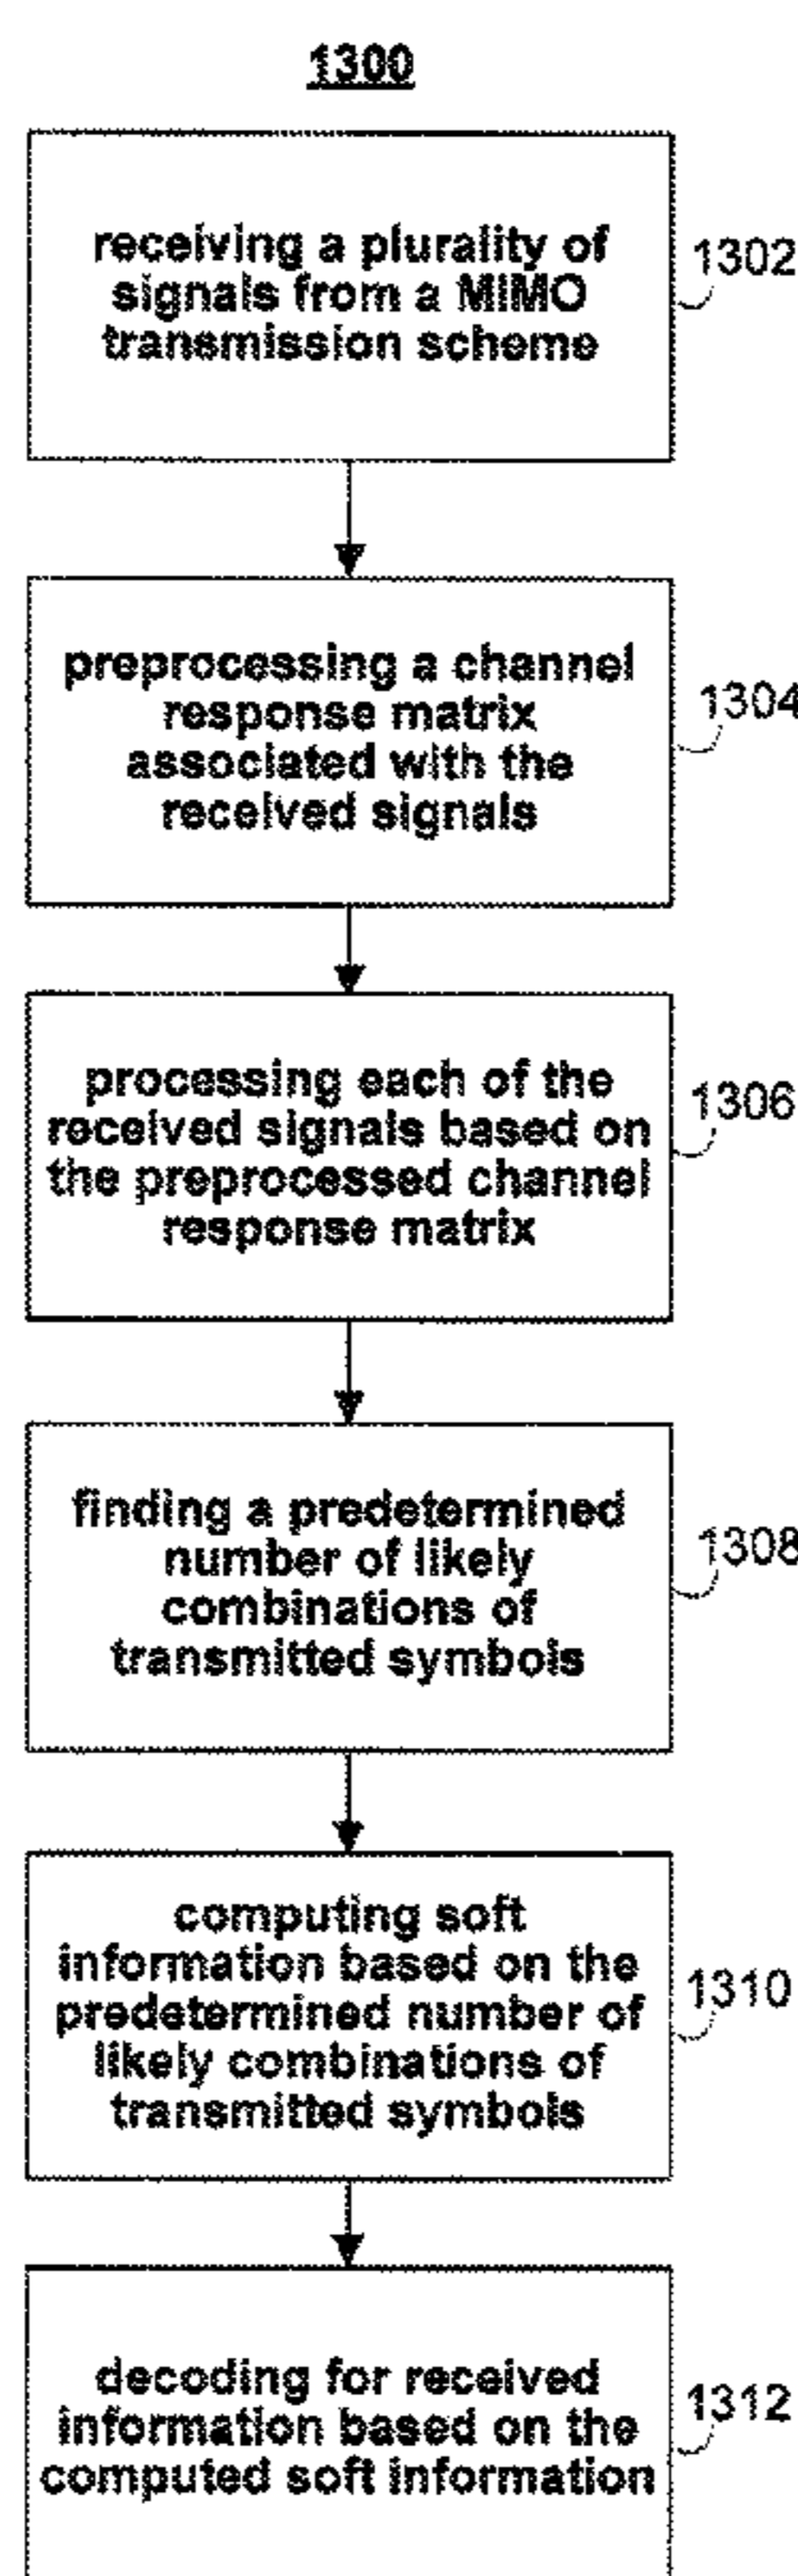 1300
receiving a plurality of
signals from a MIMO
transmission scheme
1302
preprocessing a channel
response matrix
associated with the
received signals
1304
processing each of the
received signals based on
the preprocessed channel
response matrix
1306
finding a predetermined
number of likely
combinations of
transmitted symbols
1308
computing soft
information based on the
predetermined number of
likely combinations of
transmitted symbols
1310
decoding for received
information based on the
computed soft information
1312